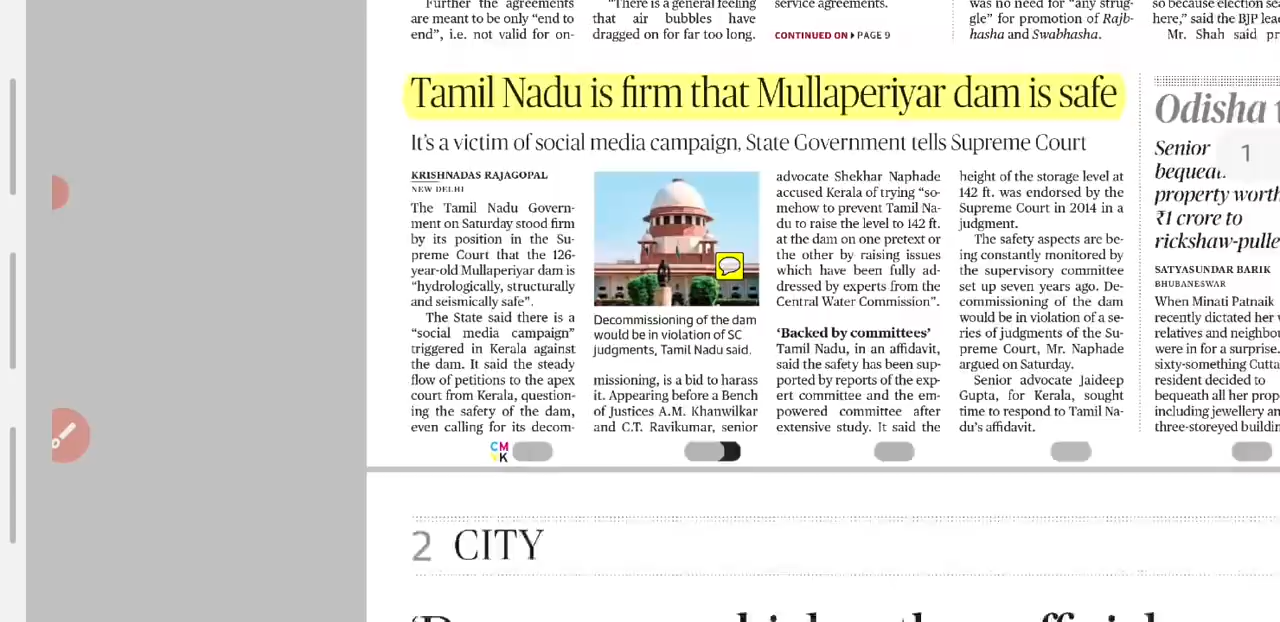 Further the agreements
are meant to be only “end to
end”, i.e. not valid for on-
“There is a general feeling
that air bubbles have
dragged on for far too long.
service agreements.
CONTINUED ON ▸ PAGE 9
was no need for “any strug-
gle” for promotion of Rajb-
hasha and Swabhasha.
so because election se
here,” said the BJP lea
Mr. Shah said pr
Tamil Nadu is firm that Mullaperiyar dam is safe
It’s a victim of social media campaign, State Government tells Supreme Court
KRISHNADAS RAJAGOPAL
NEW DELHI
The Tamil Nadu Govern-
ment on Saturday stood firm
by its position in the Su-
preme Court that the 126-
year-old Mullaperiyar dam is
“hydrologically, structurally
and seismically safe”.
The State said there is a
“social media campaign”
triggered in Kerala against
the dam. It said the steady
flow of petitions to the apex
court from Kerala, question-
ing the safety of the dam,
even calling for its decom-
Decommissioning of the dam
would be in violation of SC
judgments, Tamil Nadu said.
missioning, is a bid to harass
it. Appearing before a Bench
of Justices A.M. Khanwilkar
and C.T. Ravikumar, senior
advocate Shekhar Naphade
accused Kerala of trying “so-
mehow to prevent Tamil Na-
du to raise the level to 142 ft.
at the dam on one pretext or
the other by raising issues
which have been fully ad-
dressed by experts from the
Central Water Commission”.
‘Backed by committees’
Tamil Nadu, in an affidavit,
said the safety has been sup-
ported by reports of the exp-
ert committee and the em-
powered committee after
extensive study. It said the
height of the storage level at
142 ft. was endorsed by the
Supreme Court in 2014 in a
judgment.
The safety aspects are be-
ing constantly monitored by
the supervisory committee
set up seven years ago. De-
commissioning of the dam
would be in violation of a se-
ries of judgments of the Su-
preme Court, Mr. Naphade
argued on Saturday.
Senior advocate Jaideep
Gupta, for Kerala, sought
time to respond to Tamil Na-
du’s affidavit.
Odisha
Senior
1
property worth
₹1 crore to
rickshaw-pulle
SATYASUNDAR BARIK
BHUBANESWAR
When Minati Patnaik
recently dictated her
relatives and neighbo
were in for a surprise.
sixty-something Cutta
resident decided to
bequeath all her prop
including jewellery an
three-storeyed buildin
CM
YK
2 CITY